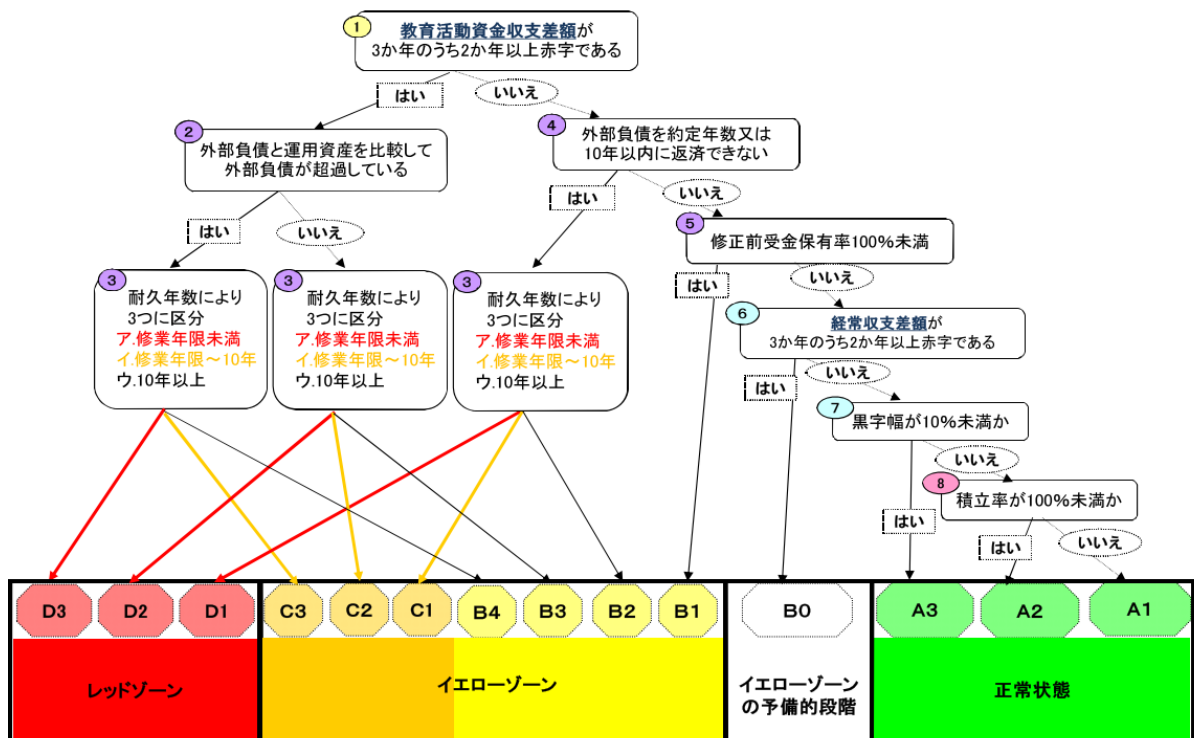 1
教育活動資金収支差額が
3か年のうち2か年以上赤字である
はい
いいえ
2
外部負債と運用資産を比較して
外部負債が超過している
4
外部負債を約定年数又は
10年以内に返済できない
はい
いいえ
はい
いいえ
5
修正前受金保有率100%未満
はい
いいえ
3
耐久年数により
3つに区分
ア.修業年限未満
イ.修業年限～10年
ウ.10年以上
3
耐久年数により
3つに区分
ア.修業年限未満
イ.修業年限～10年
ウ.10年以上
3
耐久年数により
3つに区分
ア.修業年限未満
イ.修業年限～10年
ウ.10年以上
6
経常収支差額が
3か年のうち2か年以上赤字である
はい
いいえ
7
黒字幅が10%未満か
はい
いいえ
8
積立率が100%未満か
はい
いいえ
D3
D2
D1
C3
C2
C1
B4
B3
B2
B1
B0
A3
A2
A1
レッドゾーン
イエローゾーン
イエローゾーン
の予備的段階
正常状態